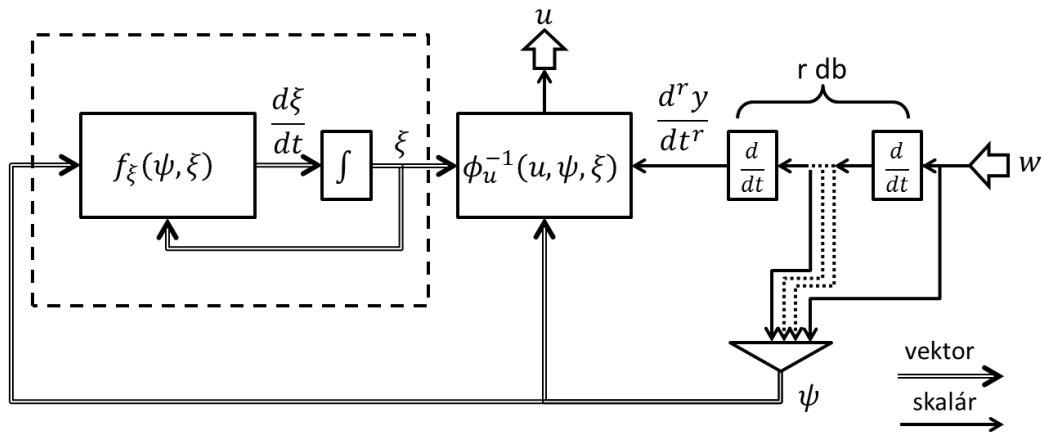 u
r db
dξ/dt
d^r y/dt^r
f_ξ(ψ, ξ)
∫
ξ
ϕ_u^{-1}(u, ψ, ξ)
d/dt
d/dt
w
ψ
vektor
skalár